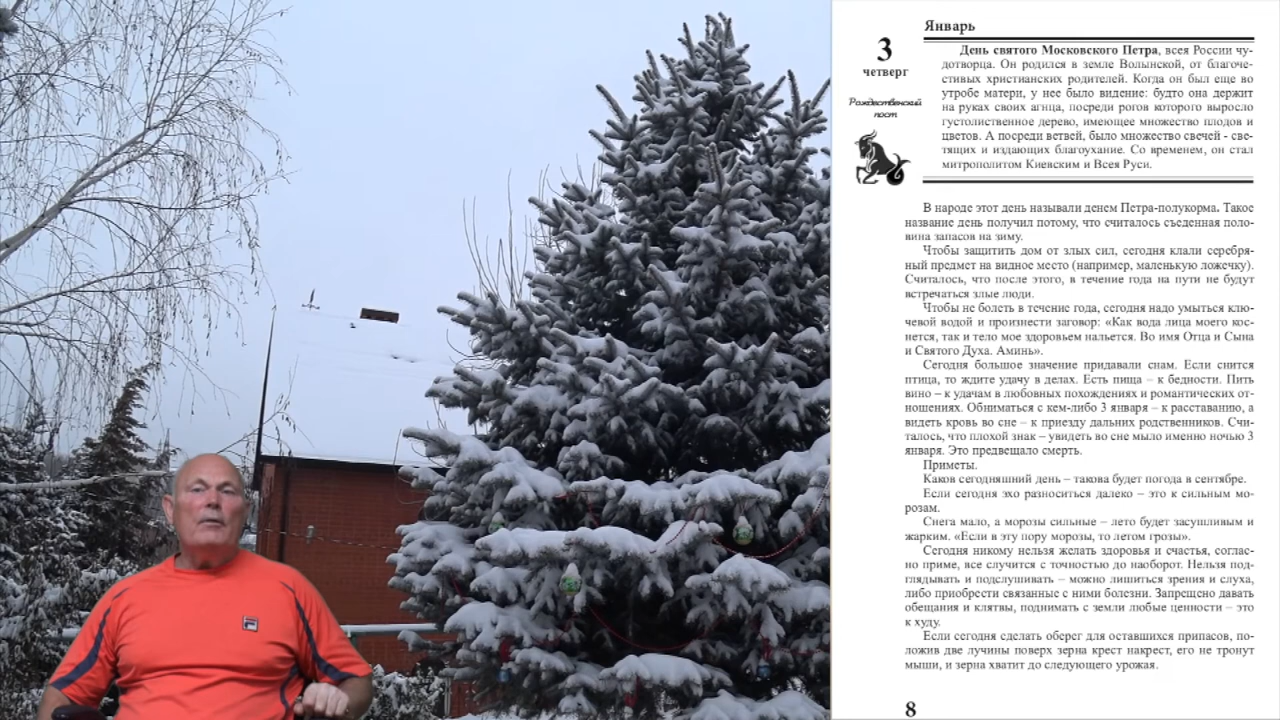 Январь
3
четверг
Рождественский
пост
День святого Московского Петра, всея России чу-
дотворца. Он родился в земле Волынской, от благоче-
стивых христианских родителей. Когда он был еще во
утробе матери, у нее было видение: будто она держит
на руках своих агнца, посреди рогов которого выросло
густолиственное дерево, имеющее множество плодов и
цветов. А посреди ветвей, было множество свечей - све-
тящих и издающих благоухание. Со временем, он стал
митрополитом Киевским и Всея Руси.
В народе этот день называли денем Петра-полукорма. Такое
название день получил потому, что считалось съеденная поло-
вина запасов на зиму.
Чтобы защитить дом от злых сил, сегодня клали серебря-
ный предмет на видное место (например, маленькую ложечку).
Считалось, что после этого, в течение года на пути не будут
встречаться злые люди.
Чтобы не болеть в течение года, сегодня надо умыться клю-
чевой водой и произнести заговор: «Как вода лица моего кос-
нется, так и тело мое здоровьем нальется. Во имя Отца и Сына
и Святого Духа. Аминь».
Сегодня большое значение придавали снам. Если снится
птица, то ждите удачу в делах. Есть пища – к бедности. Пить
вино – к удачам в любовных похождениях и романтических от-
ношениях. Обниматься с кем-либо 3 января – к расставанию, а
видеть кровь во сне – к приезду дальних родственников. Счи-
талось, что плохой знак – увидеть во сне мыло именно ночью 3
января. Это предвещало смерть.
Приметы.
Каков сегодняшний день – такова будет погода в сентябре.
Если сегодня эхо разноситься далеко – это к сильным мо-
розам.
Снега мало, а морозы сильные – лето будет засушливым и
жарким. «Если в эту пору морозы, то летом грозы».
Сегодня никому нельзя желать здоровья и счастья, соглас-
но приме, все случится с точностью до наоборот. Нельзя под-
глядывать и подслушивать – можно лишиться зрения и слуха,
либо приобрести связанные с ними болезни. Запрещено давать
обещания и клятвы, поднимать с земли любые ценности – это
к худу.
Если сегодня сделать оберег для оставшихся припасов, по-
ложив две лучины поверх зерна крест накрест, его не тронут
мыши, и зерна хватит до следующего урожая.
8
FILA